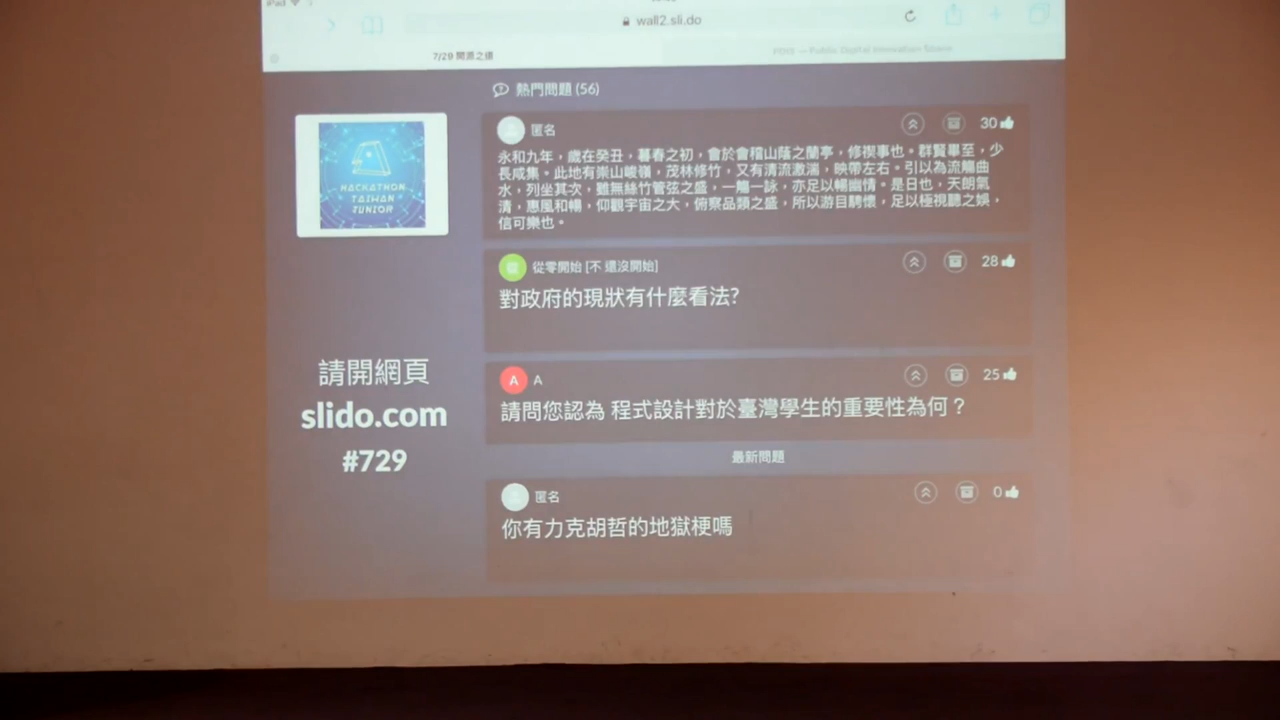 iPad
wall2.sli.do
7/29 開源之道
PDIS — Public Digital Innovation Space
熱門問題 (56)
匿名
30
永和九年，歲在癸丑，暮春之初，會於會稽山蔭之蘭亭，修禊事也。群賢畢至，少
長咸集。此地有崇山峻嶺，茂林修竹，又有清流激湍，映帶左右。引以為流觴曲
水，列坐其次。雖無絲竹管弦之盛，一觴一詠，亦足以暢幽情。是日也，天朗氣
清，惠風和暢，仰觀宇宙之大，俯察品類之盛，所以游目騁懷，足以極視聽之娛，
信可樂也。
HACKATHON
TAIWAN
JUNIOR
從零開始 [不 還沒開始]
28
對政府的現狀有什麼看法?
A
A
25
請問您認為 程式設計對於臺灣學生的重要性為何？
請開網頁
slido.com
#729
最新問題
匿名
0
你有力克胡哲的地獄梗嗎